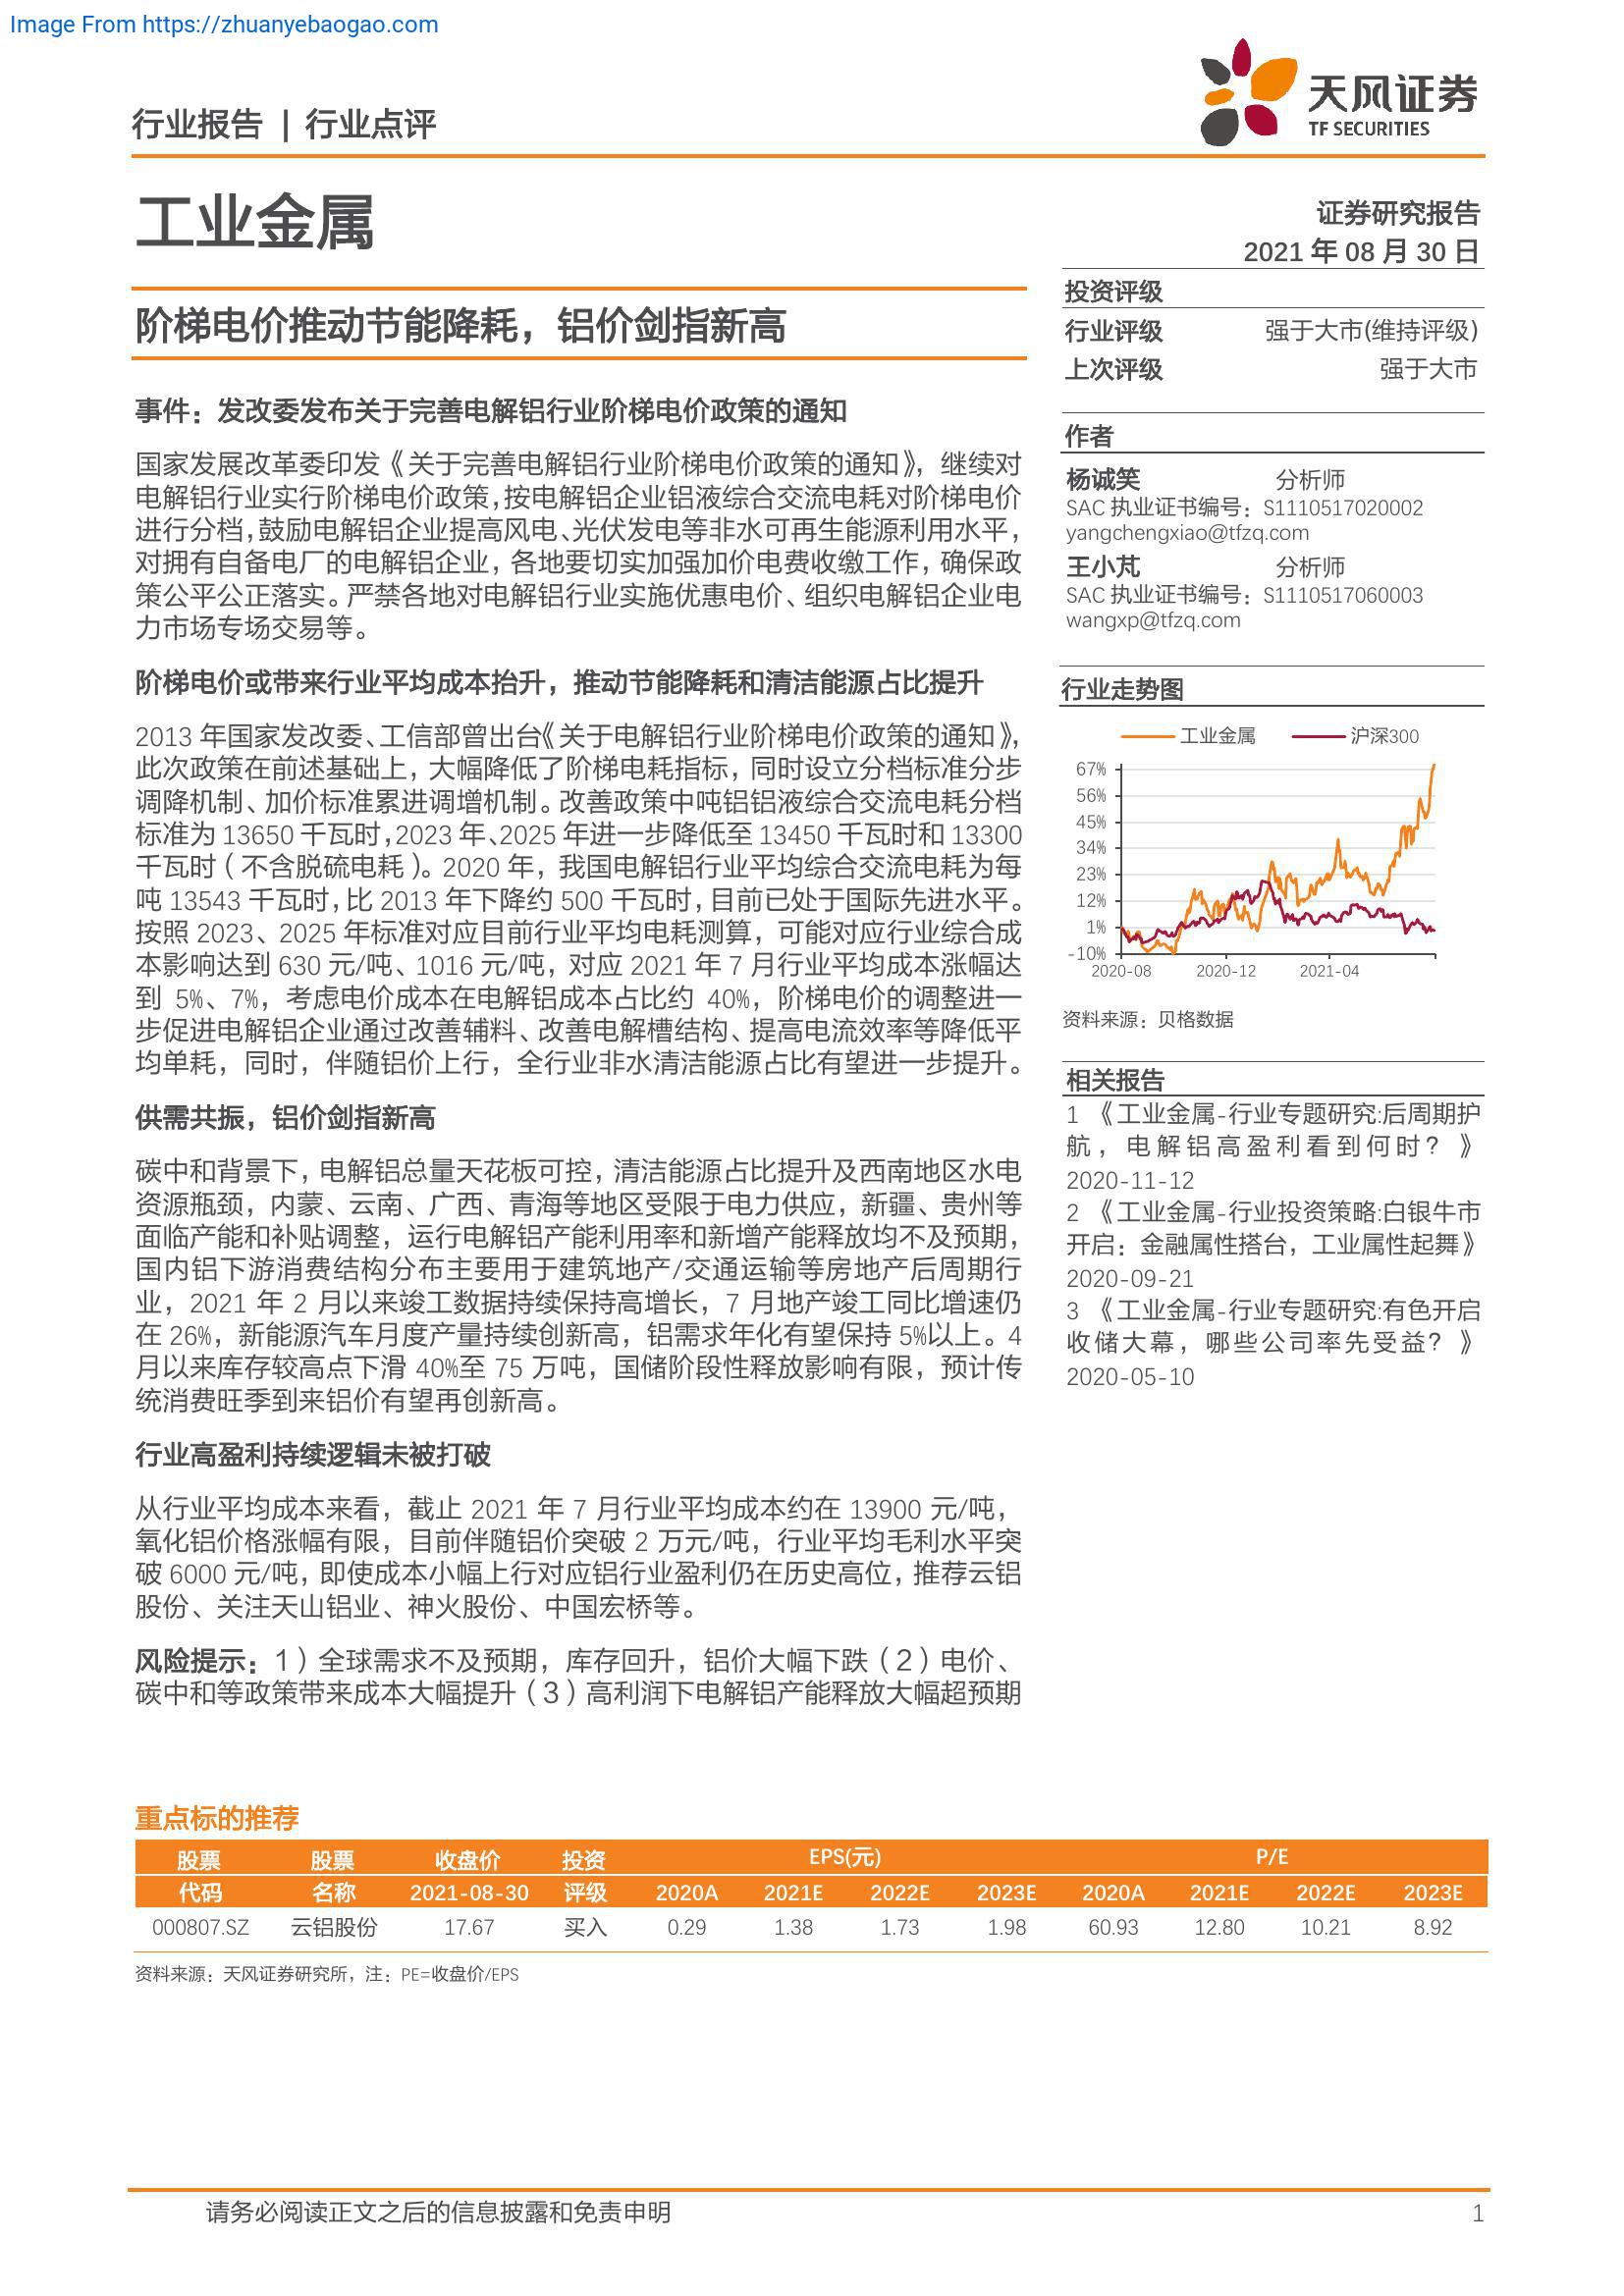 Image From https://zhuanyebaogao.com
行业报告 | 行业点评
天风证券
TF SECURITIES
工业金属
证券研究报告
2021 年 08 月 30 日
阶梯电价推动节能降耗，铝价剑指新高
事件：发改委发布关于完善电解铝行业阶梯电价政策的通知
国家发展改革委印发《关于完善电解铝行业阶梯电价政策的通知》，继续对
电解铝行业实行阶梯电价政策，按电解铝企业铝液综合交流电耗对阶梯电价
进行分档，鼓励电解铝企业提高风电、光伏发电等非水可再生能源利用水平，
对拥有自备电厂的电解铝企业，各地要切实加强加价电费收缴工作，确保政
策公平公正落实。严禁各地对电解铝行业实施优惠电价、组织电解铝企业电
力市场专场交易等。
阶梯电价或带来行业平均成本抬升，推动节能降耗和清洁能源占比提升
2013 年国家发改委、工信部曾出台《关于电解铝行业阶梯电价政策的通知》，
此次政策在前述基础上，大幅降低了阶梯电耗指标，同时设立分档标准分步
调降机制、加价标准累进调增机制。改善政策中吨铝铝液综合交流电耗分档
标准为 13650 千瓦时，2023 年、2025 年进一步降低至 13450 千瓦时和 13300
千瓦时（不含脱硫电耗）。2020 年，我国电解铝行业平均综合交流电耗为每
吨 13543 千瓦时，比 2013 年下降约 500 千瓦时，目前已处于国际先进水平。
按照 2023、2025 年标准对应目前行业平均电耗测算，可能对应行业综合成
本影响达到 630 元/吨、1016 元/吨，对应 2021 年 7 月行业平均成本涨幅达
到 5%、7%，考虑电价成本在电解铝成本占比约 40%，阶梯电价的调整进一
步促进电解铝企业通过改善辅料、改善电解槽结构、提高电流效率等降低平
均单耗，同时，伴随铝价上行，全行业非水清洁能源占比有望进一步提升。
供需共振，铝价剑指新高
碳中和背景下，电解铝总量天花板可控，清洁能源占比提升及西南地区水电
资源瓶颈，内蒙、云南、广西、青海等地区受限于电力供应，新疆、贵州等
面临产能和补贴调整，运行电解铝产能利用率和新增产能释放均不及预期，
国内铝下游消费结构分布主要用于建筑地产/交通运输等房地产后周期行
业，2021 年 2 月以来竣工数据持续保持高增长，7 月地产竣工同比增速仍
在 26%，新能源汽车月度产量持续创新高，铝需求年化有望保持 5%以上。4
月以来库存较高点下滑 40%至 75 万吨，国储阶段性释放影响有限，预计传
统消费旺季到来铝价有望再创新高。
行业高盈利持续逻辑未被打破
从行业平均成本来看，截止 2021 年 7 月行业平均成本约在 13900 元/吨，
氧化铝价格涨幅有限，目前伴随铝价突破 2 万元/吨，行业平均毛利水平突
破 6000 元/吨，即使成本小幅上行对应铝行业盈利仍在历史高位，推荐云铝
股份、关注天山铝业、神火股份、中国宏桥等。
风险提示：1）全球需求不及预期，库存回升，铝价大幅下跌（2）电价、
碳中和等政策带来成本大幅提升（3）高利润下电解铝产能释放大幅超预期
投资评级
行业评级 强于大市(维持评级)
上次评级 强于大市
作者
杨诚笑 分析师
SAC 执业证书编号：S1110517020002
yangchengxiao@tfzq.com
王小芃 分析师
SAC 执业证书编号：S1110517060003
wangxp@tfzq.com
行业走势图
工业金属 沪深300
67%
56%
45%
34%
23%
12%
1%
-10%
2020-08 2020-12 2021-04
资料来源：贝格数据
相关报告
1 《工业金属-行业专题研究:后周期护
航，电解铝高盈利看到何时？》
2020-11-12
2 《工业金属-行业投资策略:白银牛市
开启：金融属性搭台，工业属性起舞》
2020-09-21
3 《工业金属-行业专题研究:有色开启
收储大幕，哪些公司率先受益？》
2020-05-10
重点标的推荐
股票 股票 收盘价 投资 EPS(元) P/E
代码 名称 2021-08-30 评级 2020A 2021E 2022E 2023E 2020A 2021E 2022E 2023E
000807.SZ 云铝股份 17.67 买入 0.29 1.38 1.73 1.98 60.93 12.80 10.21 8.92
资料来源：天风证券研究所，注：PE=收盘价/EPS
请务必阅读正文之后的信息披露和免责申明 1